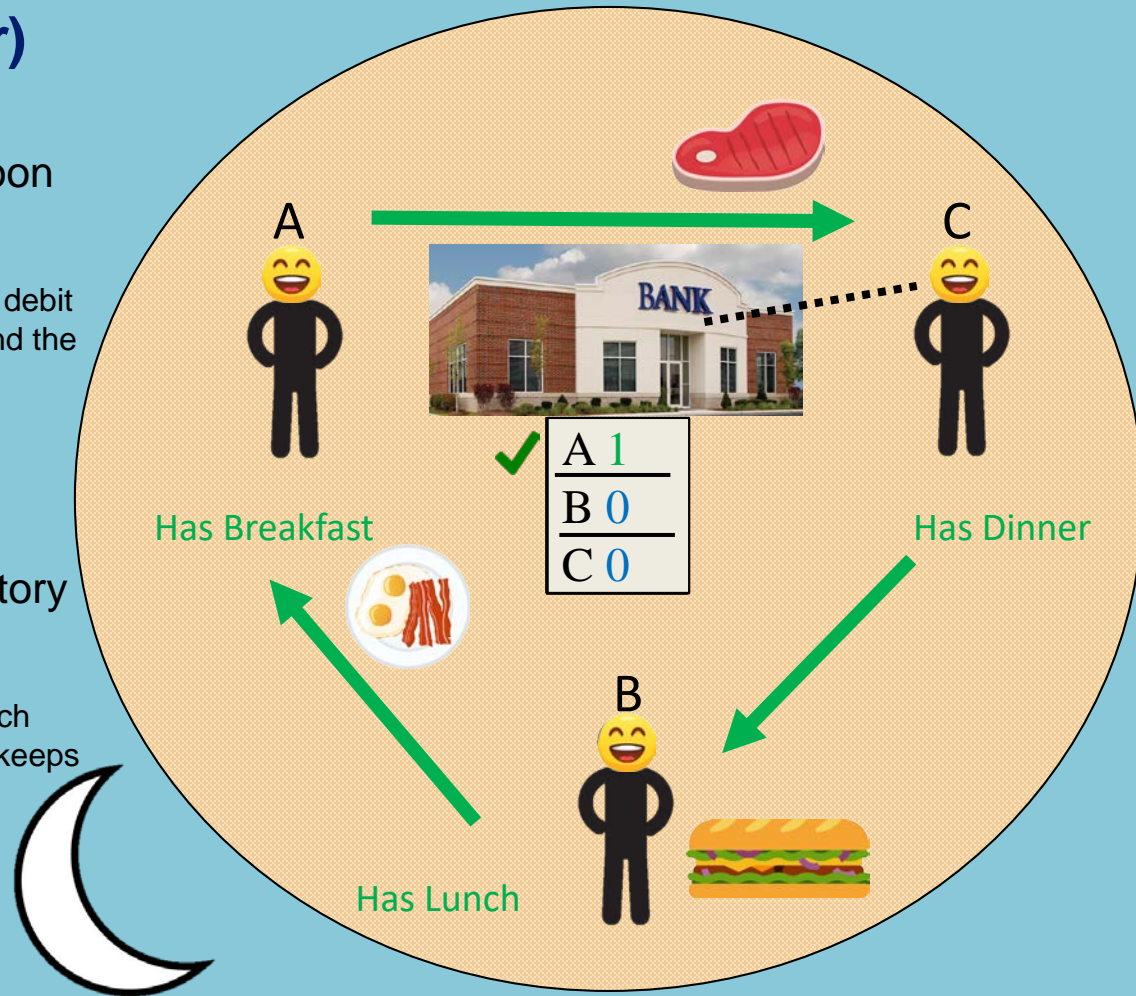 r)
oon
debit
nd the
tory
ch
keeps
A
C
BANK
A 1
B 0
C 0
Has Breakfast
Has Dinner
B
Has Lunch